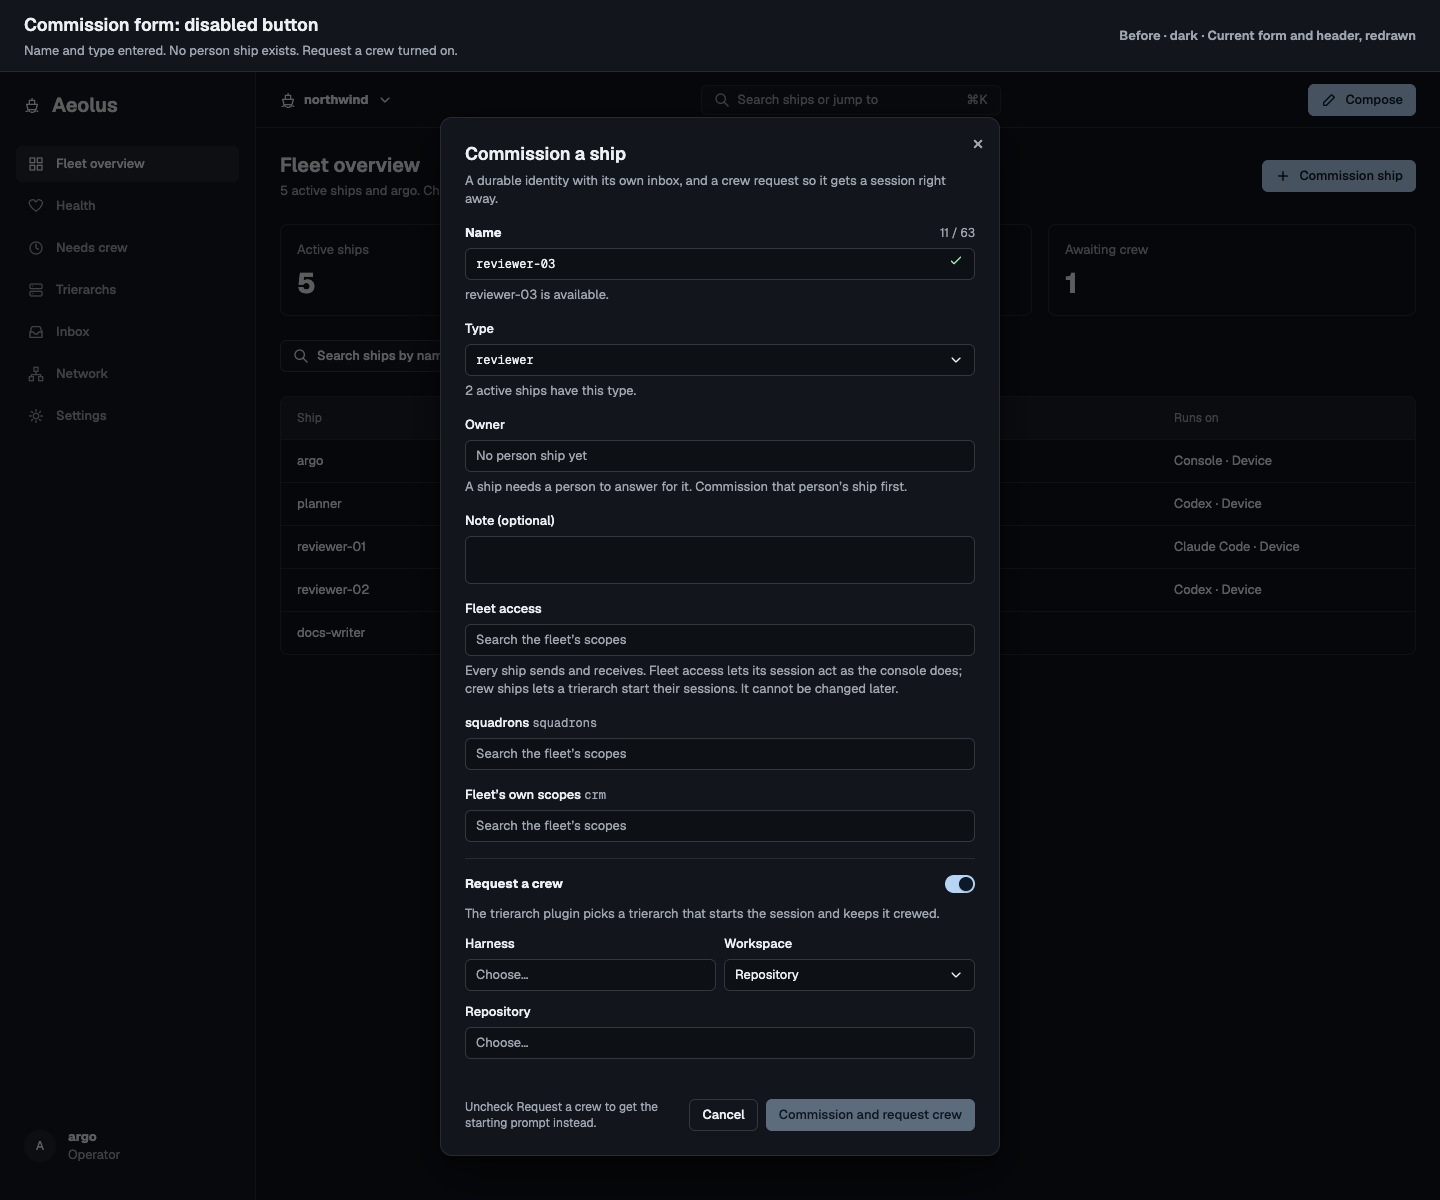 Commission form: disabled button
Name and type entered. No person ship exists. Request a crew turned on.
Before · dark · Current form and header, redrawn
Aeolus
northwind
Search ships or jump to
⌘K
Compose
Fleet overview
Health
Needs crew
Trierarchs
Inbox
Network
Settings
Fleet overview
5 active ships and argo. Ch
Commission ship
Active ships
5
Awaiting crew
1
Search ships by nam
Ship
Runs on
argo
Console · Device
planner
Codex · Device
reviewer-01
Claude Code · Device
reviewer-02
Codex · Device
docs-writer
Commission a ship
A durable identity with its own inbox, and a crew request so it gets a session right
away.
Name
11 / 63
reviewer-03
reviewer-03 is available.
Type
reviewer
2 active ships have this type.
Owner
No person ship yet
A ship needs a person to answer for it. Commission that person's ship first.
Note (optional)
Fleet access
Search the fleet's scopes
Every ship sends and receives. Fleet access lets its session act as the console does;
crew ships lets a trierarch start their sessions. It cannot be changed later.
squadrons squadrons
Search the fleet's scopes
Fleet's own scopes crm
Search the fleet's scopes
Request a crew
The trierarch plugin picks a trierarch that starts the session and keeps it crewed.
Harness
Workspace
Choose…
Repository
Repository
Choose…
Uncheck Request a crew to get the
starting prompt instead.
Cancel
Commission and request crew
A
argo
Operator